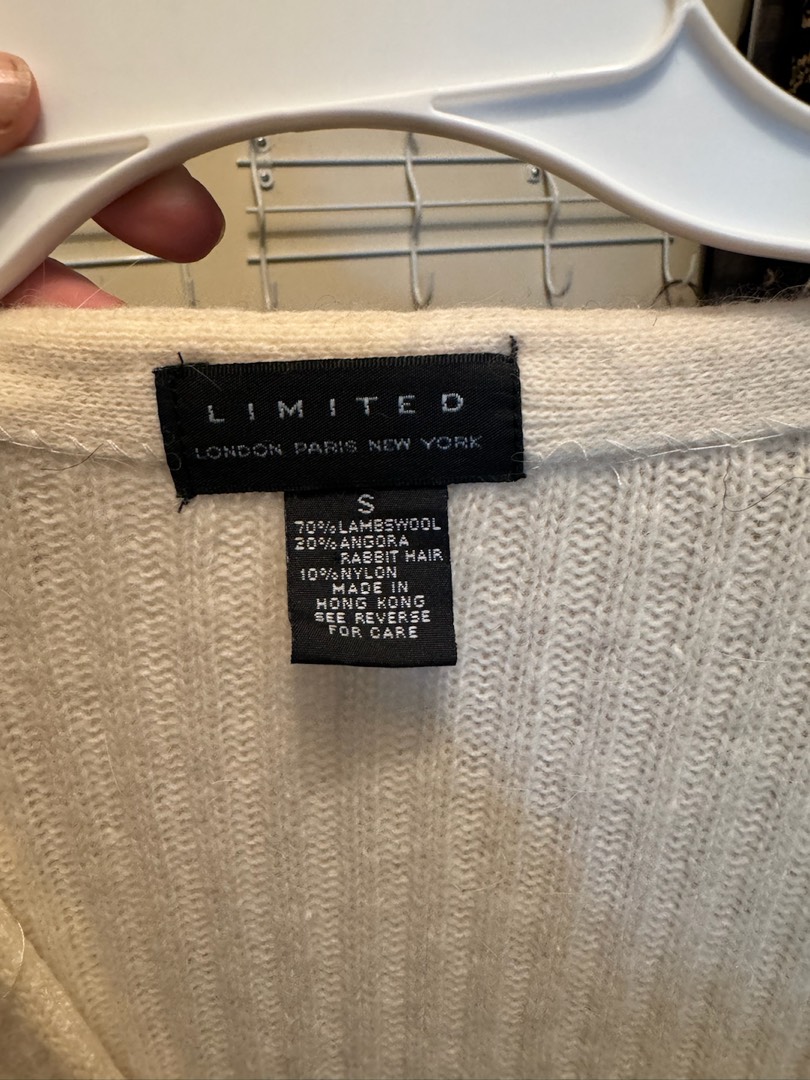 LIMITED
LONDON PARIS NEW YORK
S
70% LAMBSWOOL
20% ANGORA
RABBIT HAIR
10% NYLON
MADE IN
HONG KONG
SEE REVERSE
FOR CARE